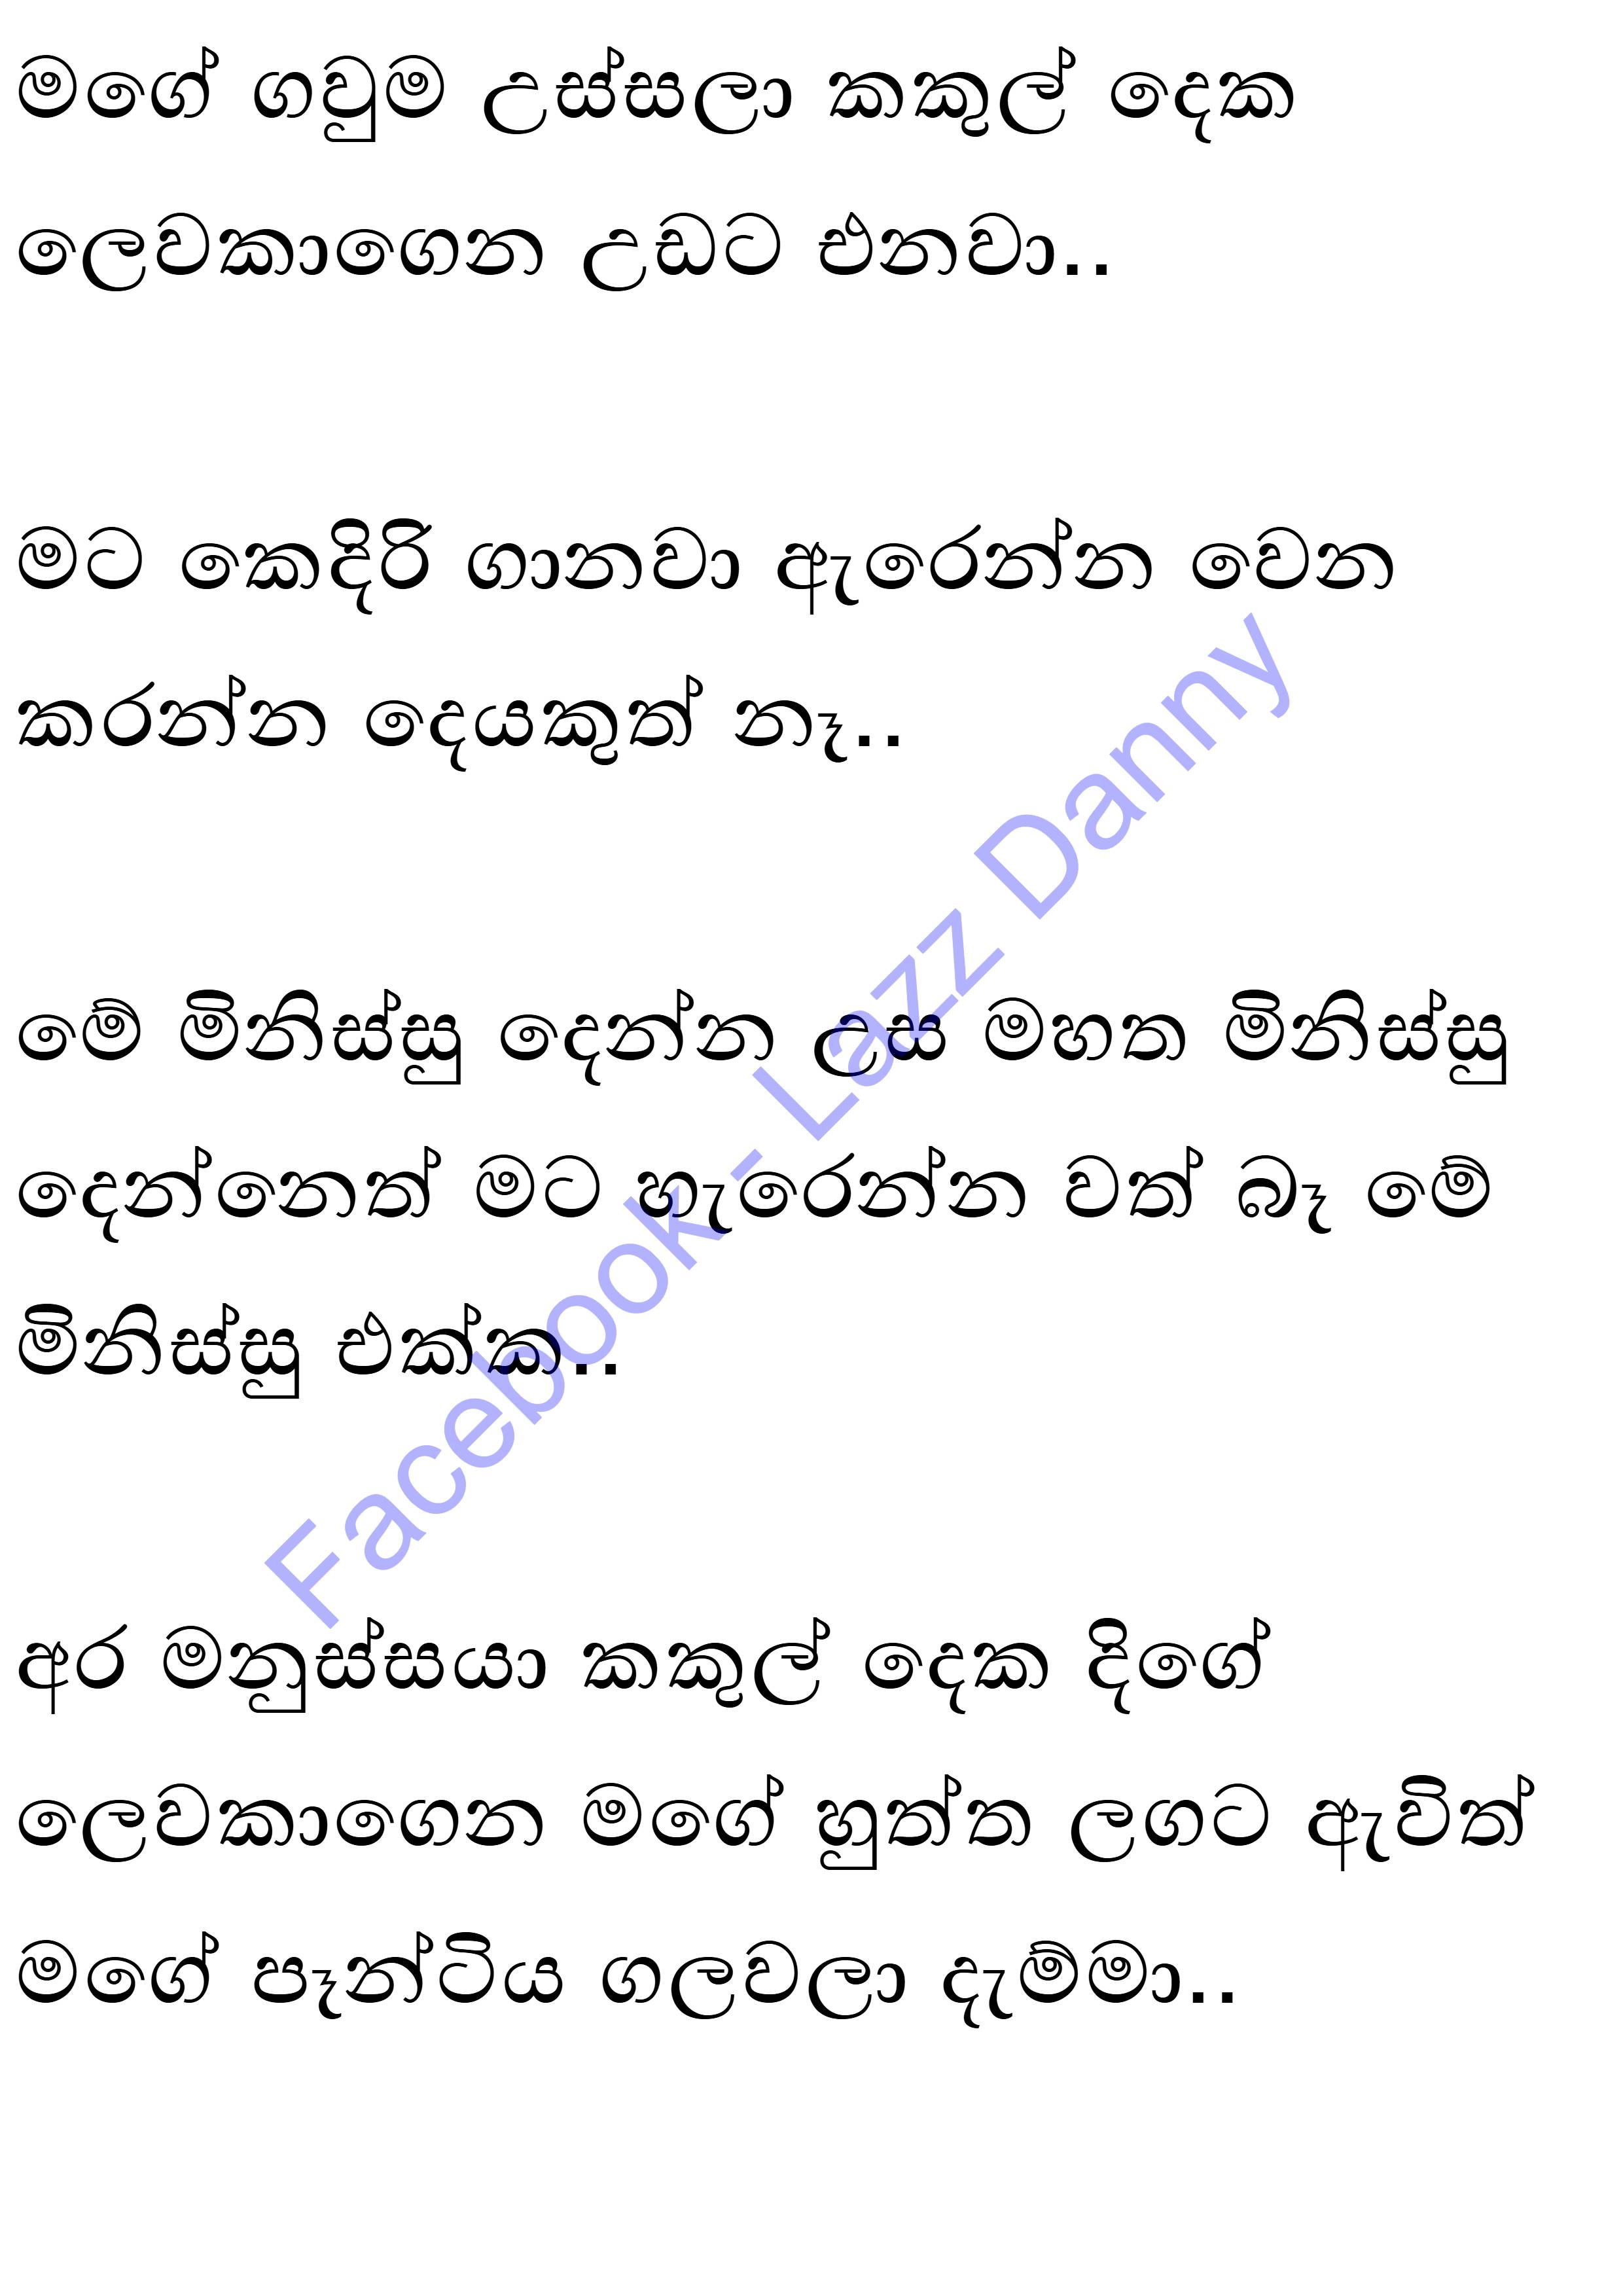 මගේ ගවුම උස්සලා කකුල් දෙක
ලෙවකාගෙන උඩට එනවා..
මට කෙදිරි ගානවා ඇරෙන්න වෙන
කරන්න දෙයකුත් නෑ..
මේ මිනිස්සු දෙන්න උස මහත මිනිස්සු
දෙන්නෙත් මට හැරෙන්න වත් බෑ මේ
මිනිස්සු එක්ක..
අර මනුස්සයා කකුල් දෙක දිගේ
ලෙවකාගෙන මගේ හුත්ත ලගට ඇවිත්
මගේ පෑන්ටිය ගලවලා දැම්මා..
Facebook - Lazz Danny